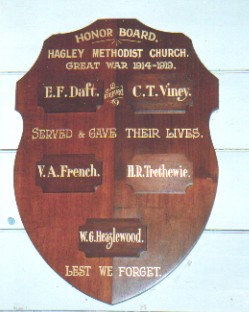 HONOR BOARD.
HAGLEY METHODIST CHURCH.
GREAT WAR 1914-1919.
E.F. Daft. C.T. Viney.
SERVED & GAVE THEIR LIVES.
V.A. French. H.R. Trethewie.
W.G. Heazlewood.
LEST WE FORGET.